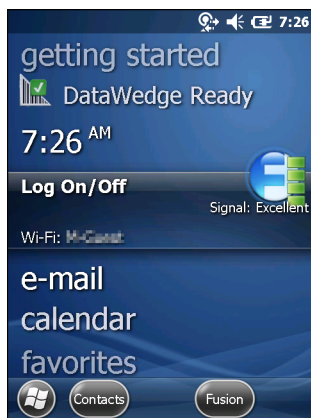 7:26
getting started
DataWedge Ready
7:26 AM
Log On/Off
Signal: Excellent
Wi-Fi:
e-mail
calendar
favorites
Contacts Fusion